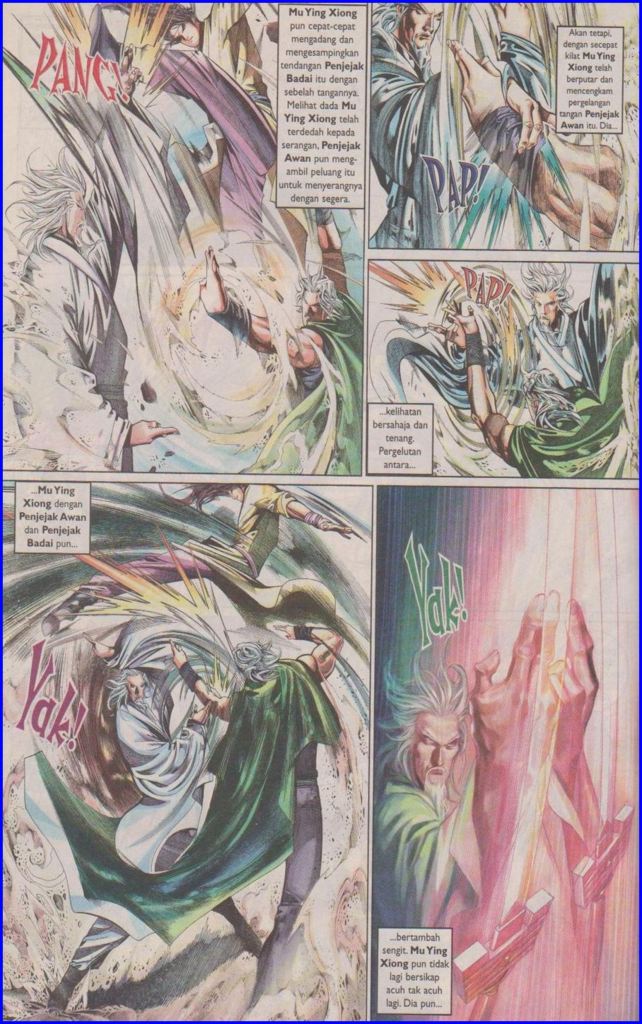 Mu Ying Xiong
pun cepat-cepat
mengadang dan
mengesampingkan
tendangan Penjejak
Badai itu dengan
sebelah tangannya.
Melihat dada Mu
Ying Xiong telah
terdedah kepada
serangan, Penjejak
Awan pun meng-
ambil peluang itu
untuk menyerangnya
dengan segera.
PANG!
Akan tetapi,
dengan secepat
kilat Mu Ying
Xiong telah
berputar dan
mencengkam
pergelangan
tangan Penjejak
Awan itu. Dia...
PAP!
PAP!
...kelihatan
bersahaja dan
tenang.
Pergelutan
antara...
...Mu Ying
Xiong dengan
Penjejak Awan
dan Penjejak
Badai pun...
Yak!
Yak!
...bertambah
sengit. Mu Ying
Xiong pun tidak
lagi bersikap
acuh tak acuh
lagi. Dia pun...